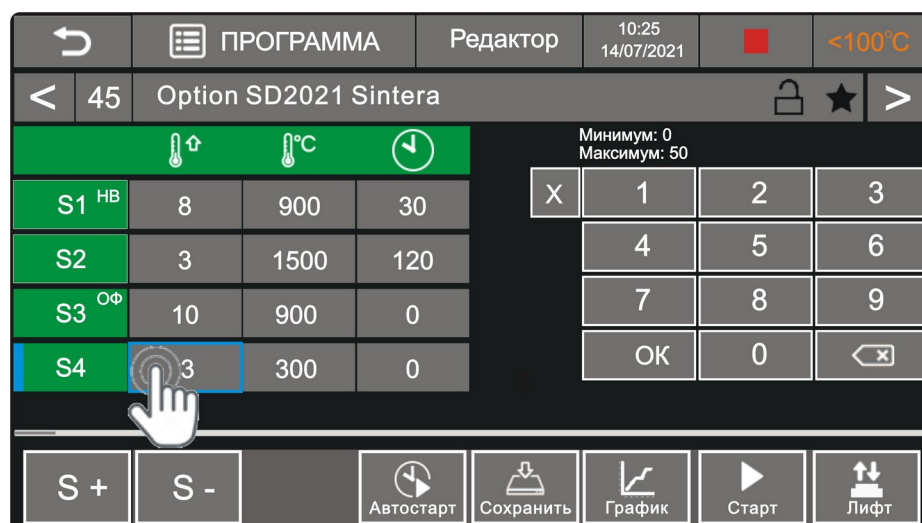 ПРОГРАММА Редактор 10:25 <100°C
14/07/2021
< 45 Option SD2021 Sintera >
°C
Минимум: 0
Максимум: 50
S1 НВ 8 900 30 X 1 2 3
S2 3 1500 120 4 5 6
S3 ОФ 10 900 0 7 8 9
S4 3 300 0 ОК 0
S + S - Автостарт Сохранить График Старт Лифт